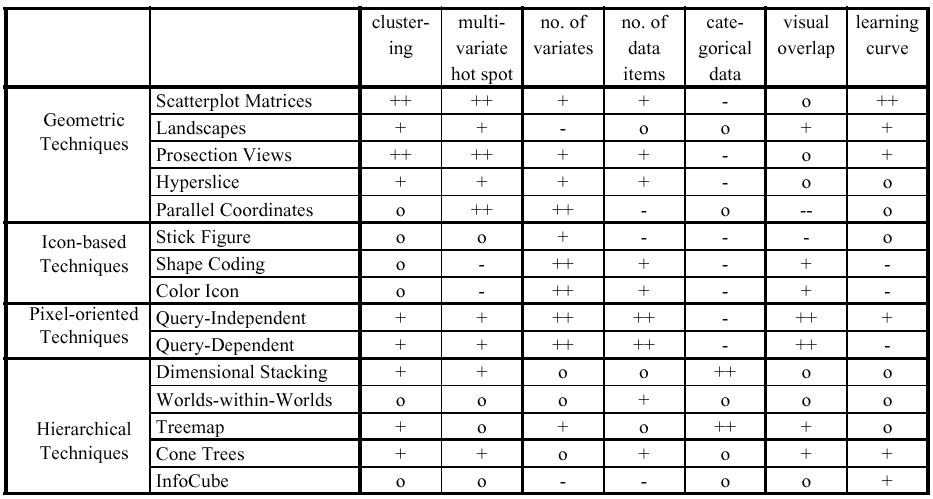 cluster- multi- no. of no. of cate- visual learning
ing variate variates data gorical overlap curve
hot spot items data
Geometric Techniques
Scatterplot Matrices ++ ++ + + - o ++
Landscapes + + - o o + +
Prosection Views ++ ++ + + - o +
Hyperslice + + + + - o o
Parallel Coordinates o ++ ++ - o -- o
Icon-based Techniques
Stick Figure o o + - - - o
Shape Coding o - ++ + - + -
Color Icon o - ++ + - + -
Pixel-oriented Techniques
Query-Independent + + ++ ++ - ++ +
Query-Dependent + + ++ ++ - ++ -
Hierarchical Techniques
Dimensional Stacking + + o o ++ o o
Worlds-within-Worlds o o o + o o o
Treemap + o + o ++ + o
Cone Trees + + o + o + +
InfoCube o o - - o o +